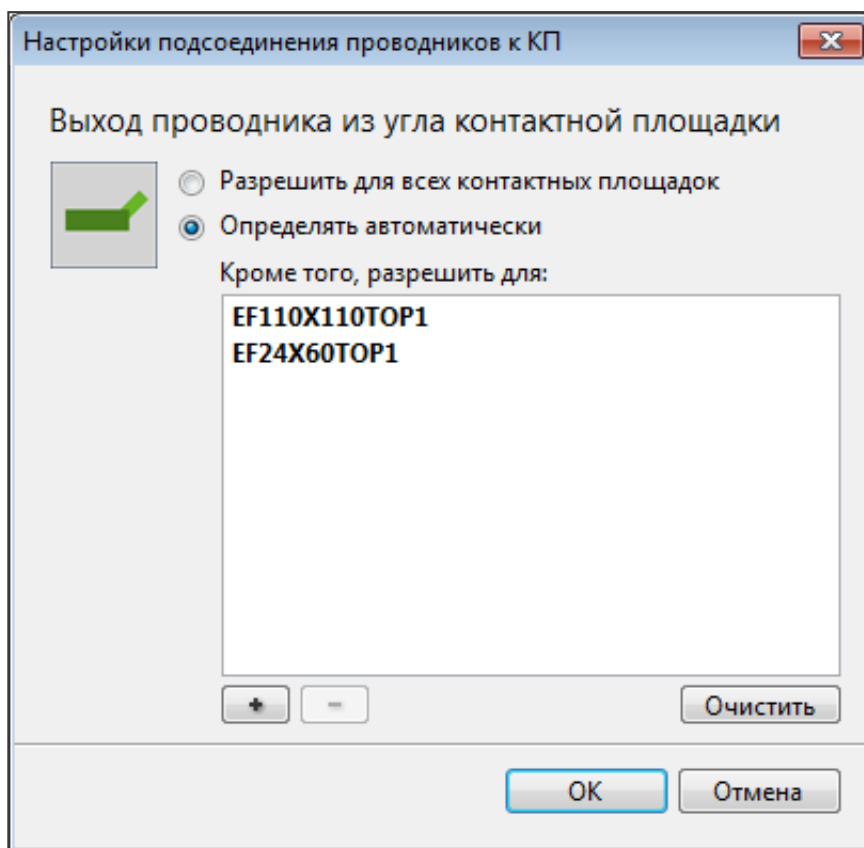 Настройки подсоединения проводников к КП
Выход проводника из угла контактной площадки
Разрешить для всех контактных площадок
Определять автоматически
Кроме того, разрешить для:
EF110X110TOP1
EF24X60TOP1
+ −
Очистить
OK
Отмена